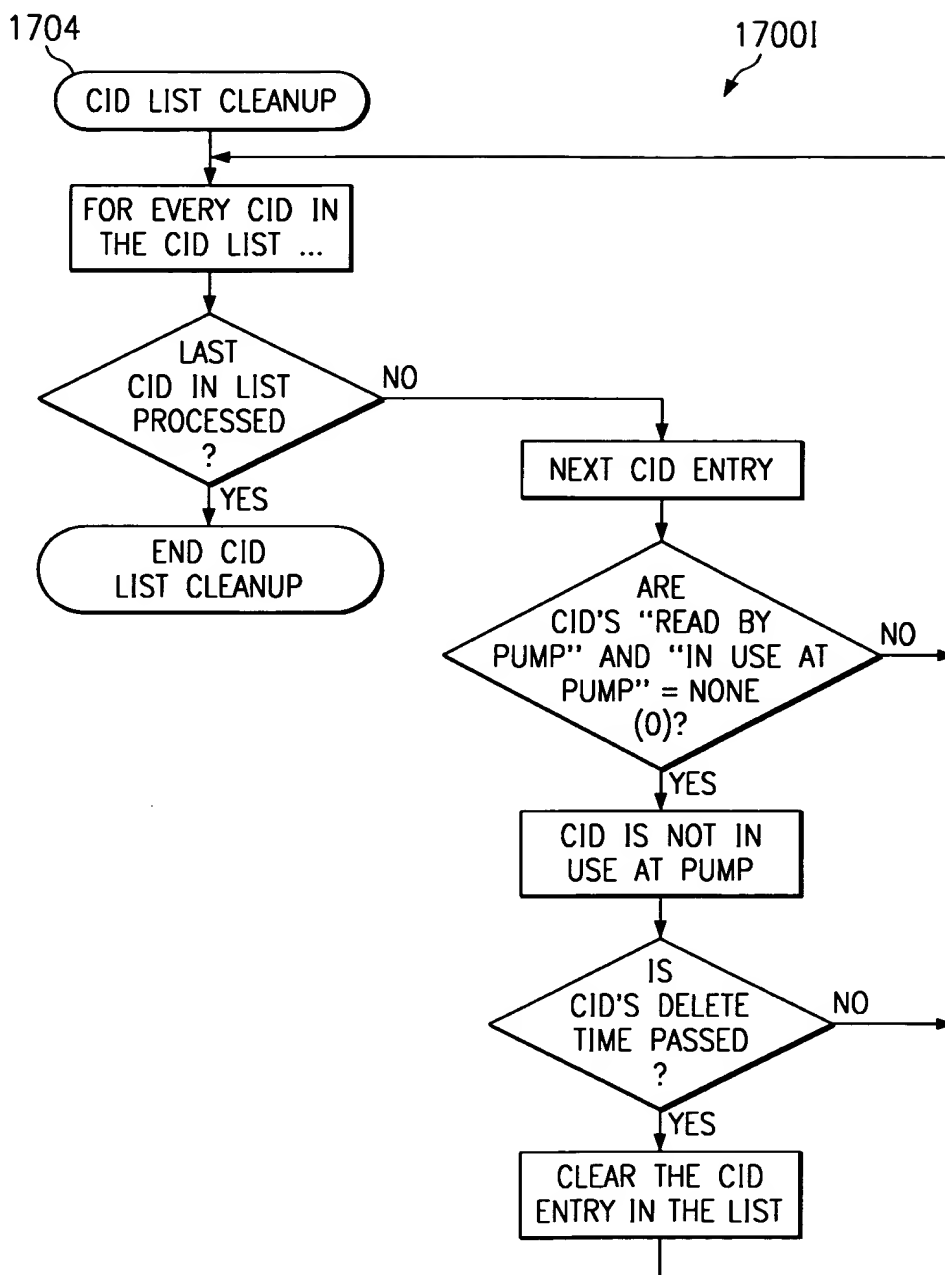 1704
1700I
CID LIST CLEANUP
FOR EVERY CID IN
THE CID LIST ...
LAST
CID IN LIST
PROCESSED
?
NO
YES
END CID
LIST CLEANUP
NEXT CID ENTRY
ARE
CID'S "READ BY
PUMP" AND "IN USE AT
PUMP" = NONE
(0)?
NO
YES
CID IS NOT IN
USE AT PUMP
IS
CID'S DELETE
TIME PASSED
?
NO
YES
CLEAR THE CID
ENTRY IN THE LIST